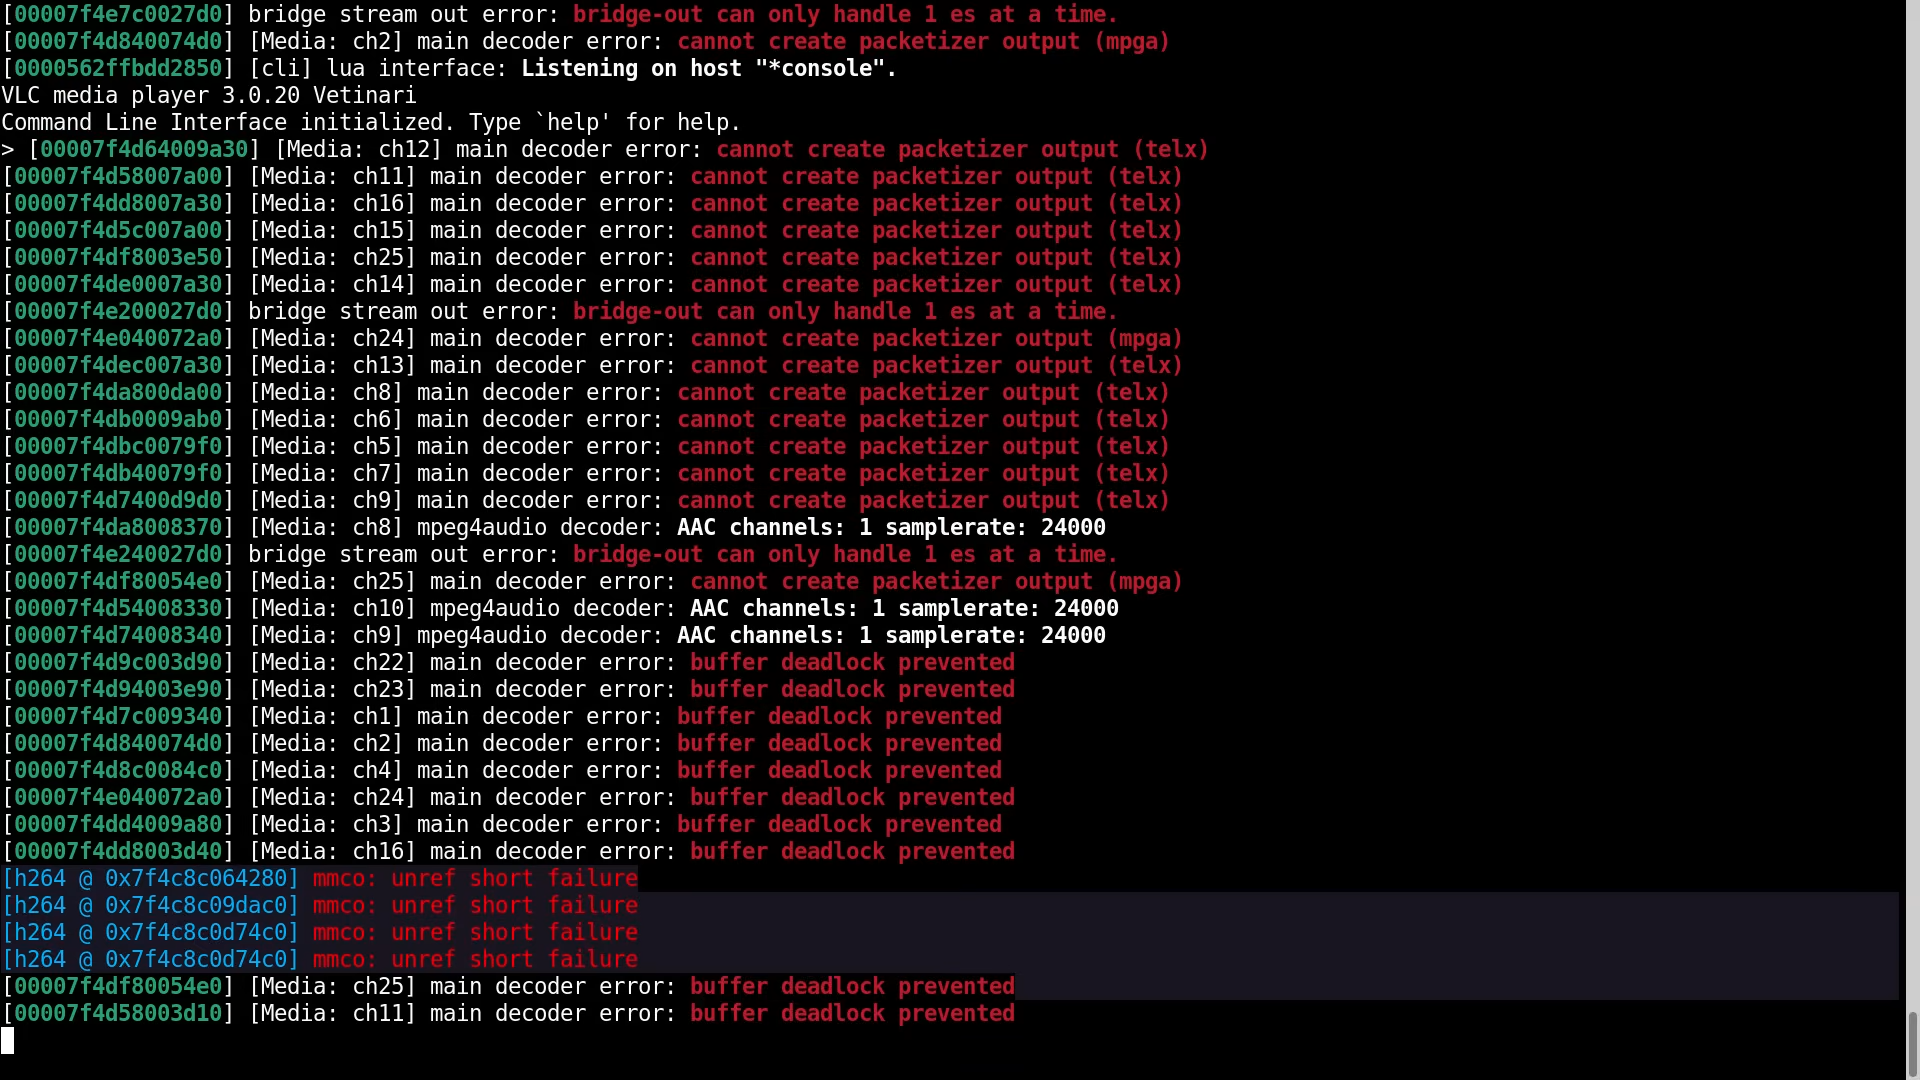 [00007f4e7c0027d0] bridge stream out error: bridge-out can only handle 1 es at a time.
[00007f4d840074d0] [Media: ch2] main decoder error: cannot create packetizer output (mpga)
[0000562ffbdd2850] [cli] lua interface: Listening on host "*console".
VLC media player 3.0.20 Vetinari
Command Line Interface initialized. Type `help' for help.
> [00007f4d64009a30] [Media: ch12] main decoder error: cannot create packetizer output (telx)
[00007f4d58007a00] [Media: ch11] main decoder error: cannot create packetizer output (telx)
[00007f4dd8007a30] [Media: ch16] main decoder error: cannot create packetizer output (telx)
[00007f4d5c007a00] [Media: ch15] main decoder error: cannot create packetizer output (telx)
[00007f4df8003e50] [Media: ch25] main decoder error: cannot create packetizer output (telx)
[00007f4de0007a30] [Media: ch14] main decoder error: cannot create packetizer output (telx)
[00007f4e200027d0] bridge stream out error: bridge-out can only handle 1 es at a time.
[00007f4e040072a0] [Media: ch24] main decoder error: cannot create packetizer output (mpga)
[00007f4dec007a30] [Media: ch13] main decoder error: cannot create packetizer output (telx)
[00007f4da800da00] [Media: ch8] main decoder error: cannot create packetizer output (telx)
[00007f4db0009ab0] [Media: ch6] main decoder error: cannot create packetizer output (telx)
[00007f4dbc0079f0] [Media: ch5] main decoder error: cannot create packetizer output (telx)
[00007f4db40079f0] [Media: ch7] main decoder error: cannot create packetizer output (telx)
[00007f4d7400d9d0] [Media: ch9] main decoder error: cannot create packetizer output (telx)
[00007f4da8008370] [Media: ch8] mpeg4audio decoder: AAC channels: 1 samplerate: 24000
[00007f4e240027d0] bridge stream out error: bridge-out can only handle 1 es at a time.
[00007f4df80054e0] [Media: ch25] main decoder error: cannot create packetizer output (mpga)
[00007f4d54008330] [Media: ch10] mpeg4audio decoder: AAC channels: 1 samplerate: 24000
[00007f4d74008340] [Media: ch9] mpeg4audio decoder: AAC channels: 1 samplerate: 24000
[00007f4d9c003d90] [Media: ch22] main decoder error: buffer deadlock prevented
[00007f4d94003e90] [Media: ch23] main decoder error: buffer deadlock prevented
[00007f4d7c009340] [Media: ch1] main decoder error: buffer deadlock prevented
[00007f4d840074d0] [Media: ch2] main decoder error: buffer deadlock prevented
[00007f4d8c0084c0] [Media: ch4] main decoder error: buffer deadlock prevented
[00007f4e040072a0] [Media: ch24] main decoder error: buffer deadlock prevented
[00007f4dd4009a80] [Media: ch3] main decoder error: buffer deadlock prevented
[00007f4dd8003d40] [Media: ch16] main decoder error: buffer deadlock prevented
[h264 @ 0x7f4c8c064280] mmco: unref short failure
[h264 @ 0x7f4c8c09dac0] mmco: unref short failure
[h264 @ 0x7f4c8c0d74c0] mmco: unref short failure
[h264 @ 0x7f4c8c0d74c0] mmco: unref short failure
[00007f4df80054e0] [Media: ch25] main decoder error: buffer deadlock prevented
[00007f4d58003d10] [Media: ch11] main decoder error: buffer deadlock prevented